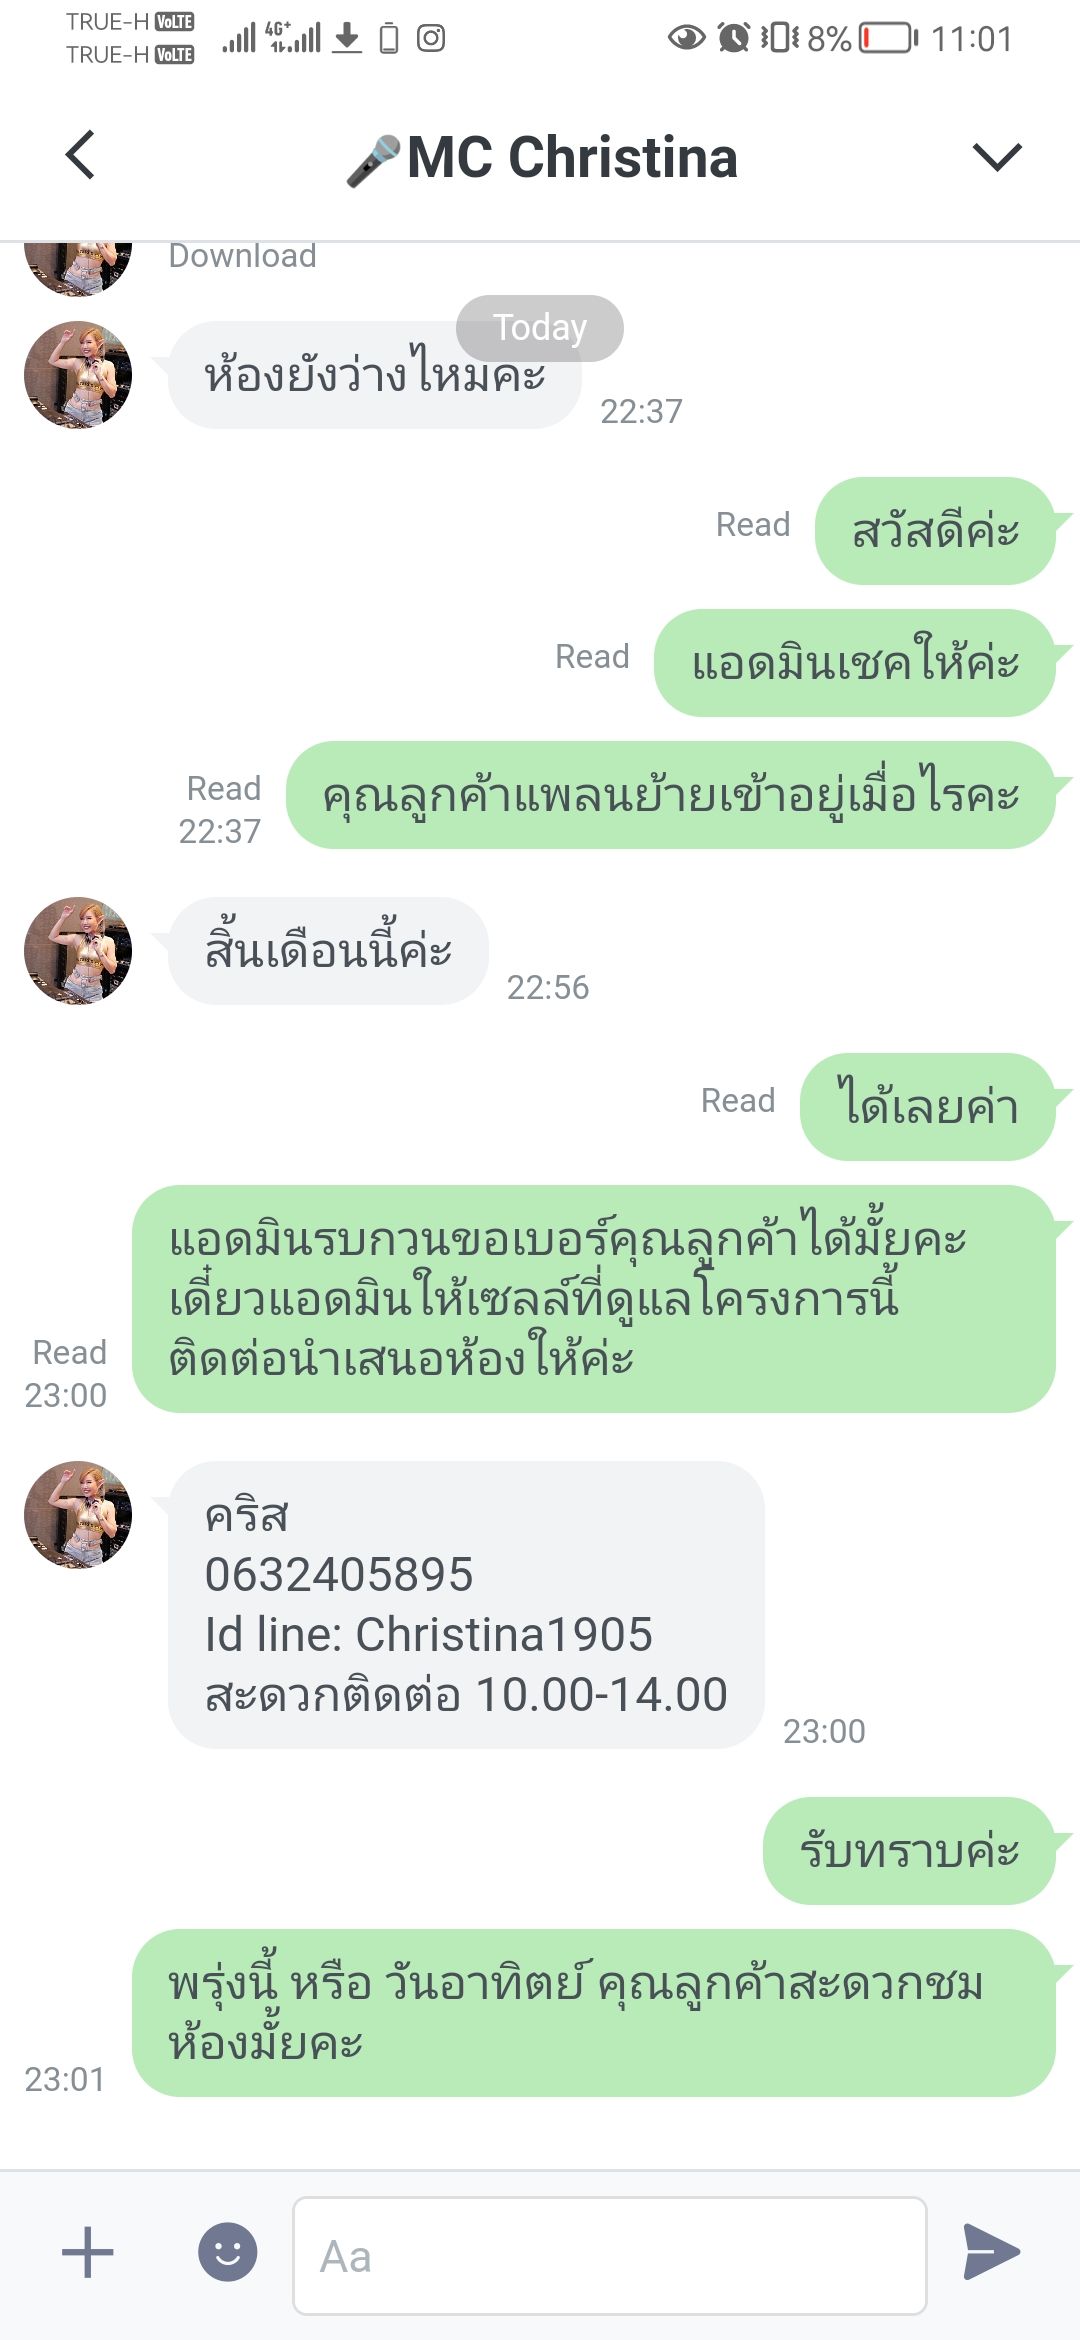 TRUE-H VoLTE
TRUE-H VoLTE
4G+
8%
11:01
🎤MC Christina
Download
Today
ห้องยังว่างไหมคะ
22:37
Read
สวัสดีค่ะ
Read
แอดมินเชคให้ค่ะ
Read
22:37
คุณลูกค้าแพลนย้ายเข้าอยู่เมื่อไรคะ
สิ้นเดือนนี้ค่ะ
22:56
Read
ได้เลยค่า
แอดมินรบกวนขอเบอร์คุณลูกค้าได้มั้ยคะ
เดี๋ยวแอดมินให้เซลล์ที่ดูแลโครงการนี้
ติดต่อนำเสนอห้องให้ค่ะ
Read
23:00
คริส
0632405895
Id line: Christina1905
สะดวกติดต่อ 10.00-14.00
23:00
รับทราบค่ะ
พรุ่งนี้ หรือ วันอาทิตย์ คุณลูกค้าสะดวกชม
ห้องมั้ยคะ
23:01
Aa